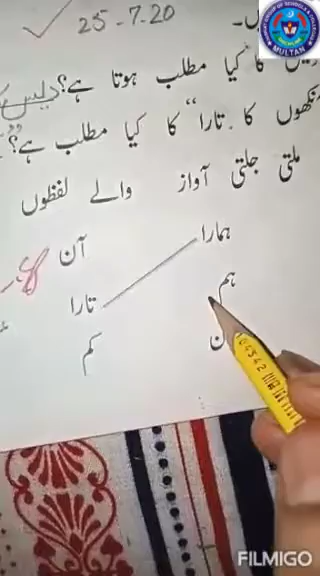 25-7.20
MULTAN
کا کیا مطلب ہوتا ہے؟
کا "تارا" کا کیا مطلب ہے؟
ملتی جلتی آواز والے لفظوں
ہمارا آن
ہم تارا
کم
FILMIGO